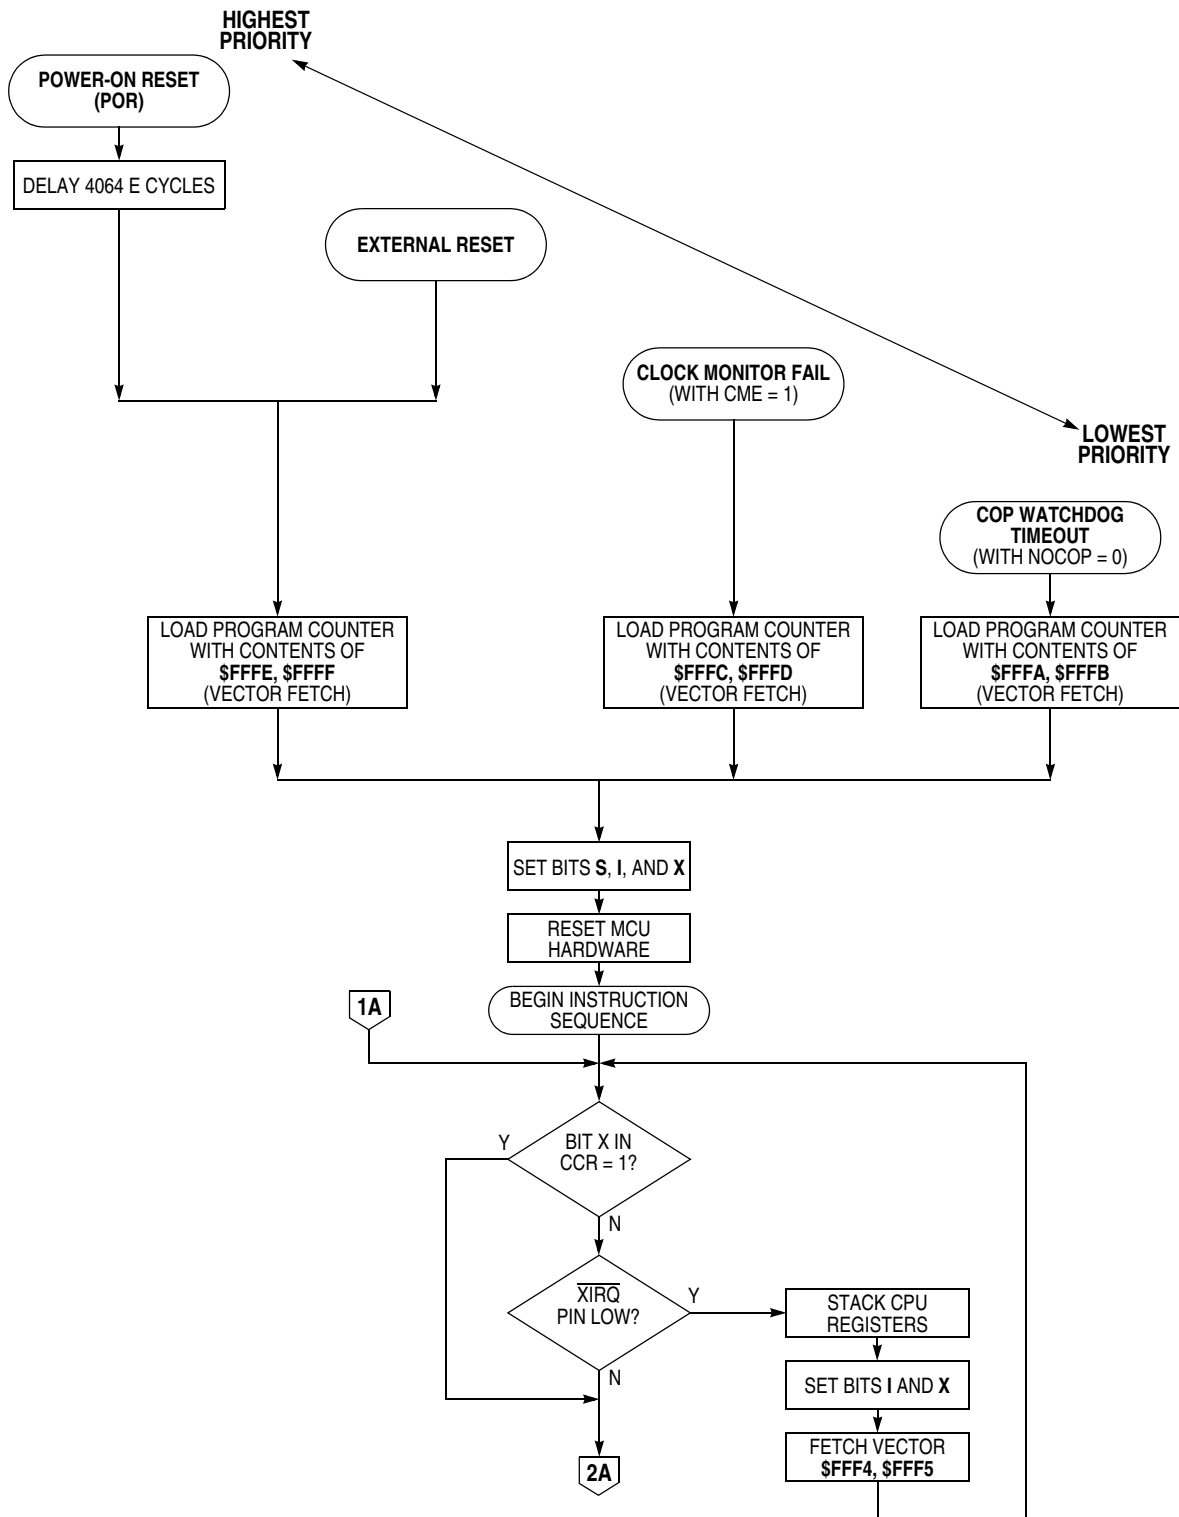 HIGHEST
PRIORITY
POWER-ON RESET
(POR)
DELAY 4064 E CYCLES
EXTERNAL RESET
CLOCK MONITOR FAIL
(WITH CME = 1)
LOWEST
PRIORITY
COP WATCHDOG
TIMEOUT
(WITH NOCOP = 0)
LOAD PROGRAM COUNTER
WITH CONTENTS OF
$FFFE, $FFFF
(VECTOR FETCH)
LOAD PROGRAM COUNTER
WITH CONTENTS OF
$FFFC, $FFFD
(VECTOR FETCH)
LOAD PROGRAM COUNTER
WITH CONTENTS OF
$FFFA, $FFFB
(VECTOR FETCH)
SET BITS S, I, AND X
RESET MCU
HARDWARE
1A
BEGIN INSTRUCTION
SEQUENCE
Y
BIT X IN
CCR = 1?
N
X̅I̅R̅Q̅
PIN LOW?
Y
STACK CPU
REGISTERS
N
SET BITS I AND X
2A
FETCH VECTOR
$FFF4, $FFF5